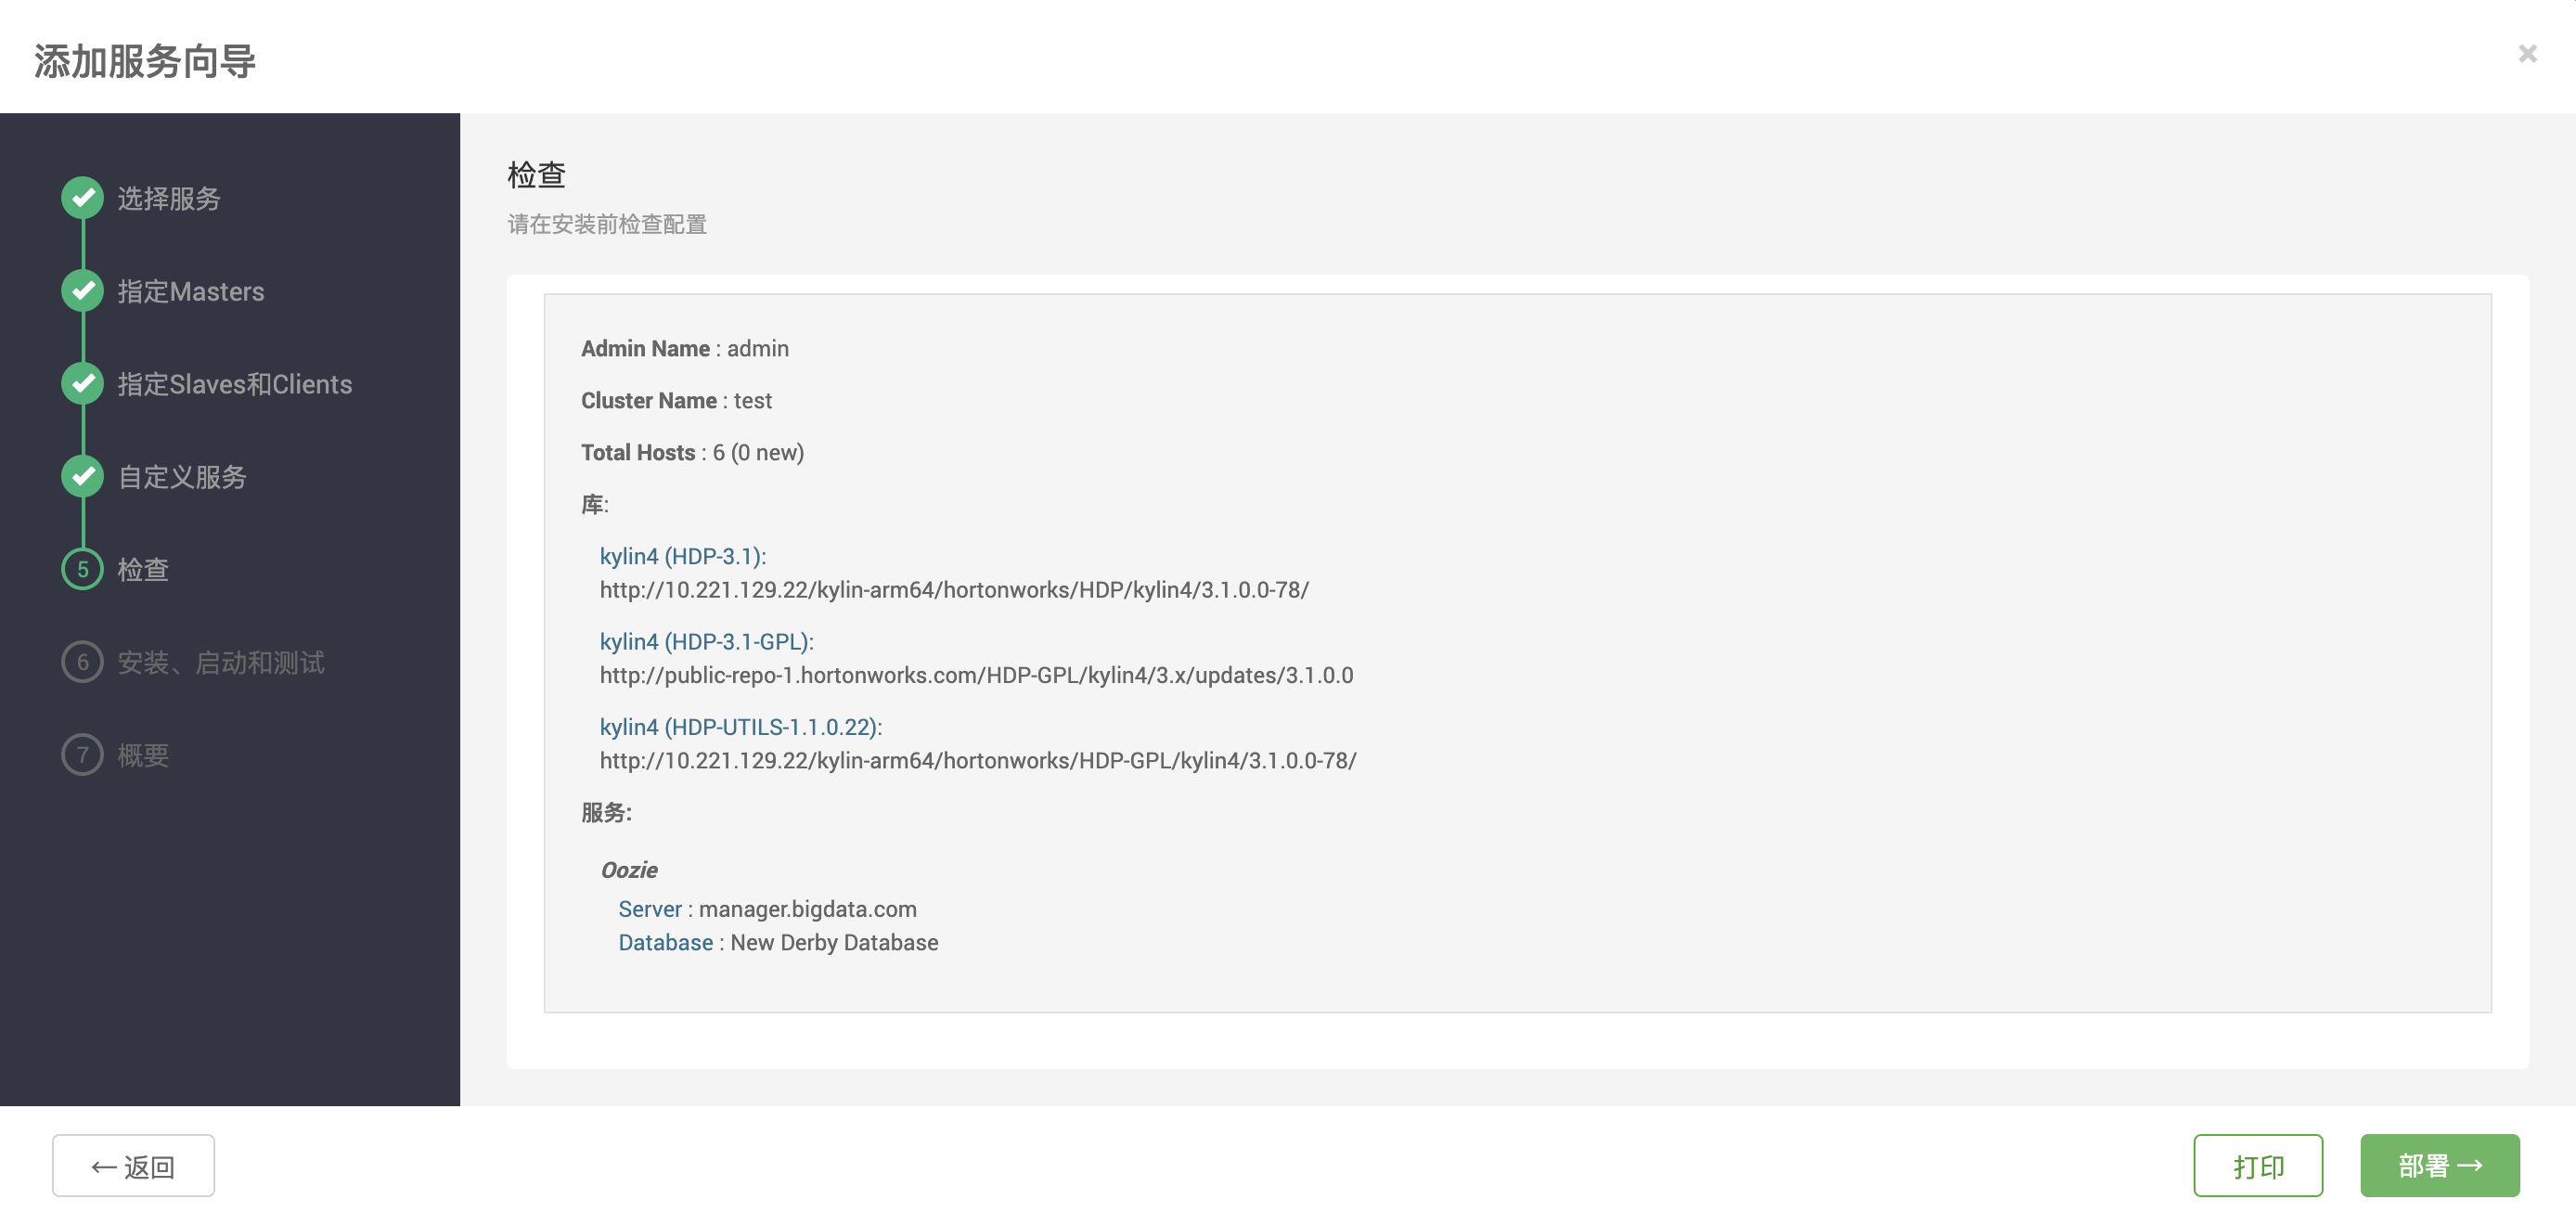 添加服务向导
×
选择服务
指定Masters
指定Slaves和Clients
自定义服务
5 检查
6 安装、启动和测试
7 概要
检查
请在安装前检查配置
Admin Name : admin
Cluster Name : test
Total Hosts : 6 (0 new)
库:
kylin4 (HDP-3.1):
http://10.221.129.22/kylin-arm64/hortonworks/HDP/kylin4/3.1.0.0-78/
kylin4 (HDP-3.1-GPL):
http://public-repo-1.hortonworks.com/HDP-GPL/kylin4/3.x/updates/3.1.0.0
kylin4 (HDP-UTILS-1.1.0.22):
http://10.221.129.22/kylin-arm64/hortonworks/HDP-GPL/kylin4/3.1.0.0-78/
服务:
Oozie
Server : manager.bigdata.com
Database : New Derby Database
←返回
打印
部署→